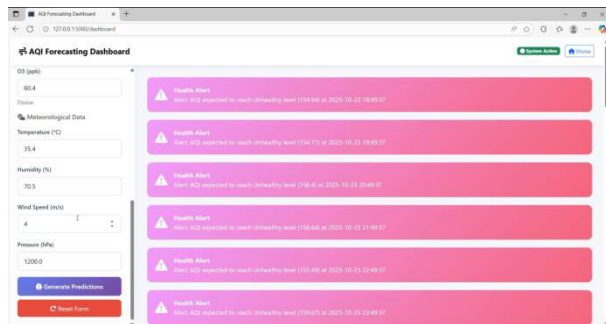 AQI Forecasting Dashboard
127.0.0.1:5000/dashboard
AQI Forecasting Dashboard
System Active
Home
O3 (ppb)
60.4
Ozone
Meteorological Data
Temperature (°C)
35.4
Humidity (%)
70.5
Wind Speed (m/s)
4
Pressure (hPa)
1200.0
Generate Predictions
Reset Form
Health Alert
Alert: AQI expected to reach Unhealthy level (154.94) at 2025-10-23 18:49:37
Health Alert
Alert: AQI expected to reach Unhealthy level (154.71) at 2025-10-23 19:49:37
Health Alert
Alert: AQI expected to reach Unhealthy level (156.4) at 2025-10-23 20:49:37
Health Alert
Alert: AQI expected to reach Unhealthy level (158.64) at 2025-10-23 21:49:37
Health Alert
Alert: AQI expected to reach Unhealthy level (155.49) at 2025-10-23 22:49:37
Health Alert
Alert: AQI expected to reach Unhealthy level (159.67) at 2025-10-23 23:49:37